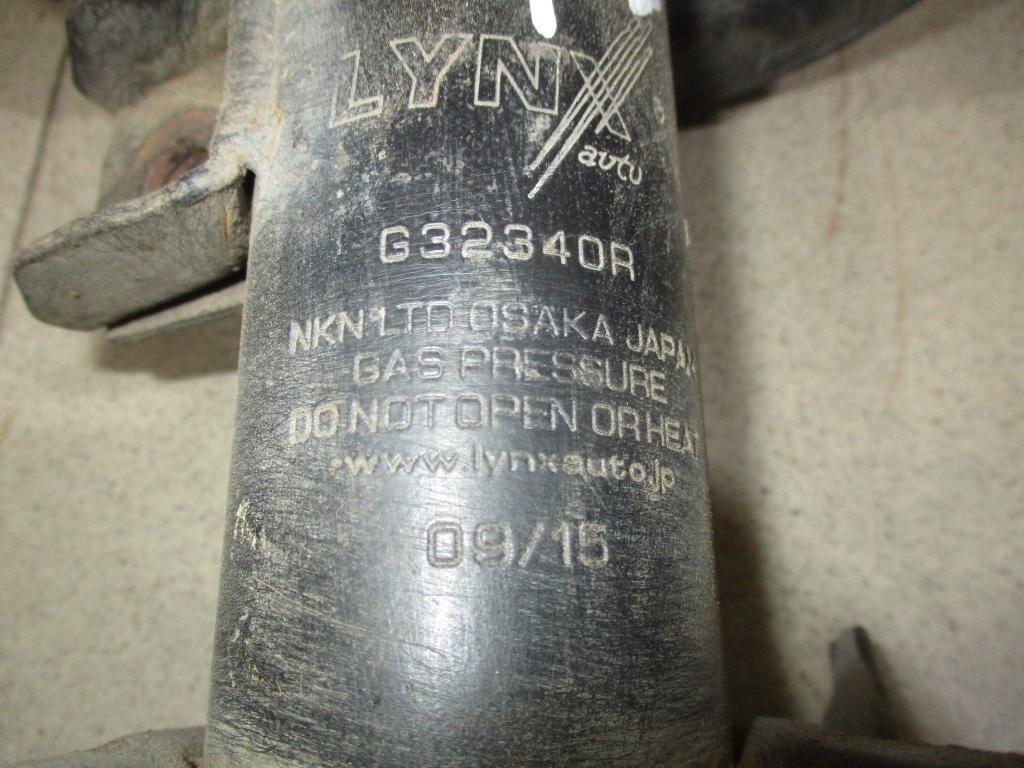 LYNX
auto
G32340R
NKN LTD OSAKA JAPAN
GAS PRESSURE
DO NOT OPEN OR HEAT
www.lynxauto.jp
09/15